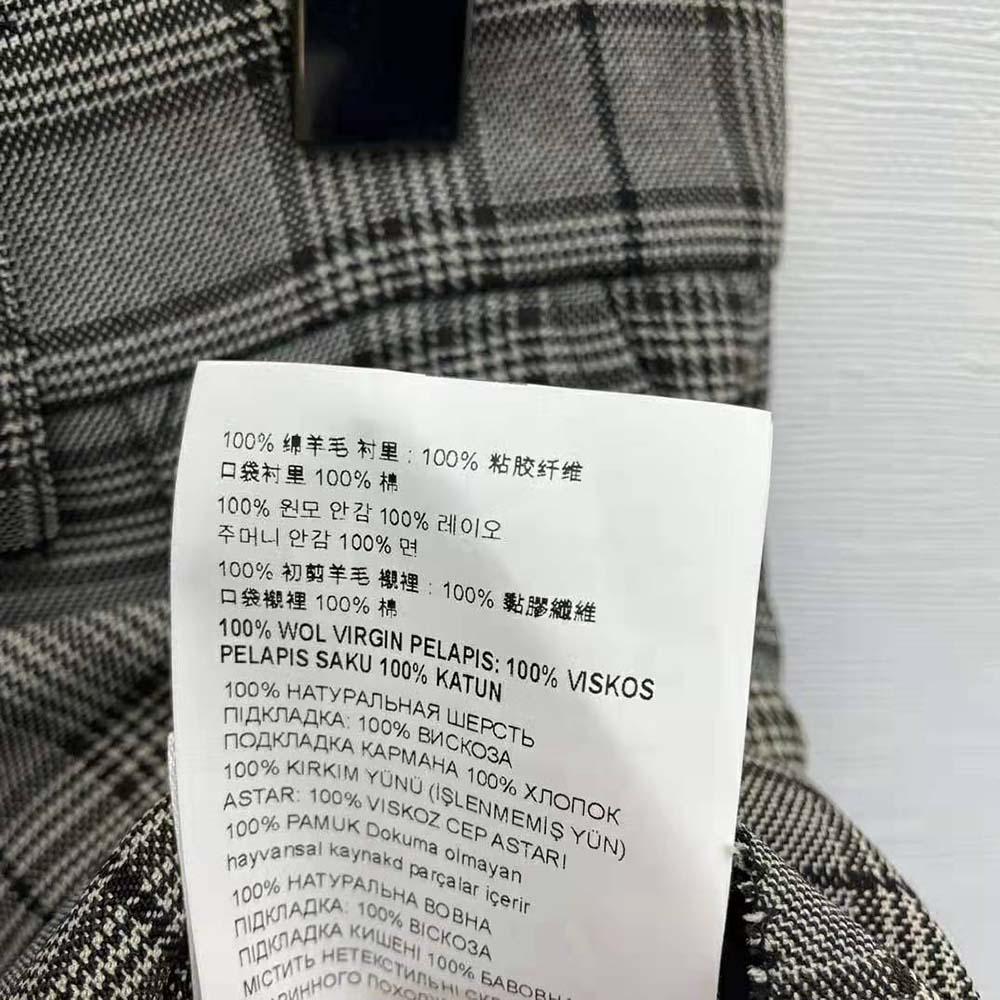 100% 绵羊毛 衬里 : 100% 粘胶纤维
口袋衬里 100% 棉
100% 원모 안감 100% 레이오
주머니 안감 100% 면
100% 初剪羊毛 襯裡 : 100% 黏膠纖維
口袋襯裡 100% 棉
100% WOL VIRGIN PELAPIS: 100% VISKOS
PELAPIS SAKU 100% KATUN
100% НАТУРАЛЬНАЯ ШЕРСТЬ
ПІДКЛАДКА: 100% ВИСКОЗА
ПОДКЛАДКА КАРМАНА 100% ХЛОПОК
100% KIRKIM YÜNÜ (IŞLENMEMİŞ YÜN)
ASTAR: 100% VISKOZ CEP ASTARI
100% PAMUK Dokuma olmayan
hayvansal kaynakd parçalar içerir
100% НАТУРАЛЬНА ВОВНА
ПІДКЛАДКА: 100% ВІСКОЗА
ПІДКЛАДКА КИШЕНІ 100%
МІСТИТЬ НЕТЕКСТИЛЬНІ